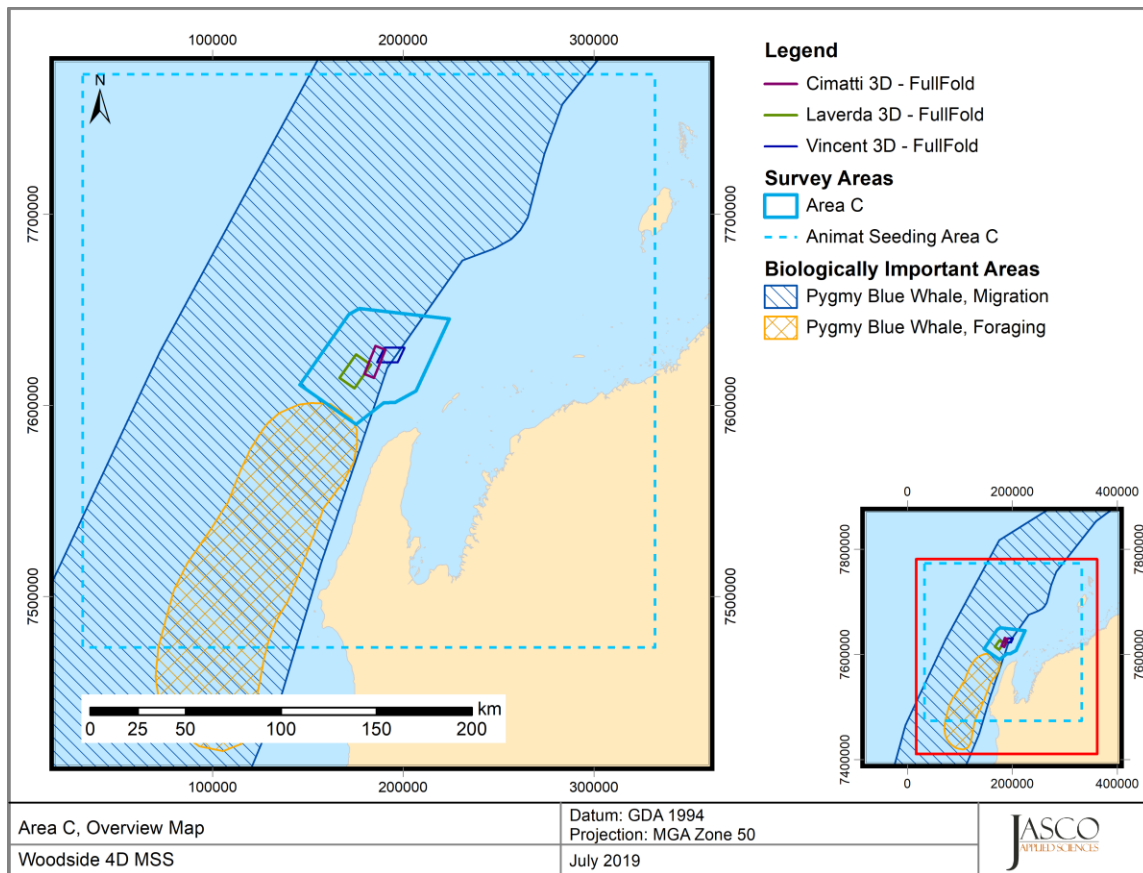 100000
200000
300000
N
7700000
7700000
7600000
7600000
7500000
7500000
km
0 25 50 100 150 200
100000
200000
300000
Legend
Cimatti 3D - FullFold
Laverda 3D - FullFold
Vincent 3D - FullFold
Survey Areas
Area C
Animat Seeding Area C
Biologically Important Areas
Pygmy Blue Whale, Migration
Pygmy Blue Whale, Foraging
0
200000
400000
7800000
7800000
7600000
7600000
7400000
7400000
0
200000
400000
Area C, Overview Map
Datum: GDA 1994
Projection: MGA Zone 50
Woodside 4D MSS
July 2019
JASCO
APPLIED SCIENCES